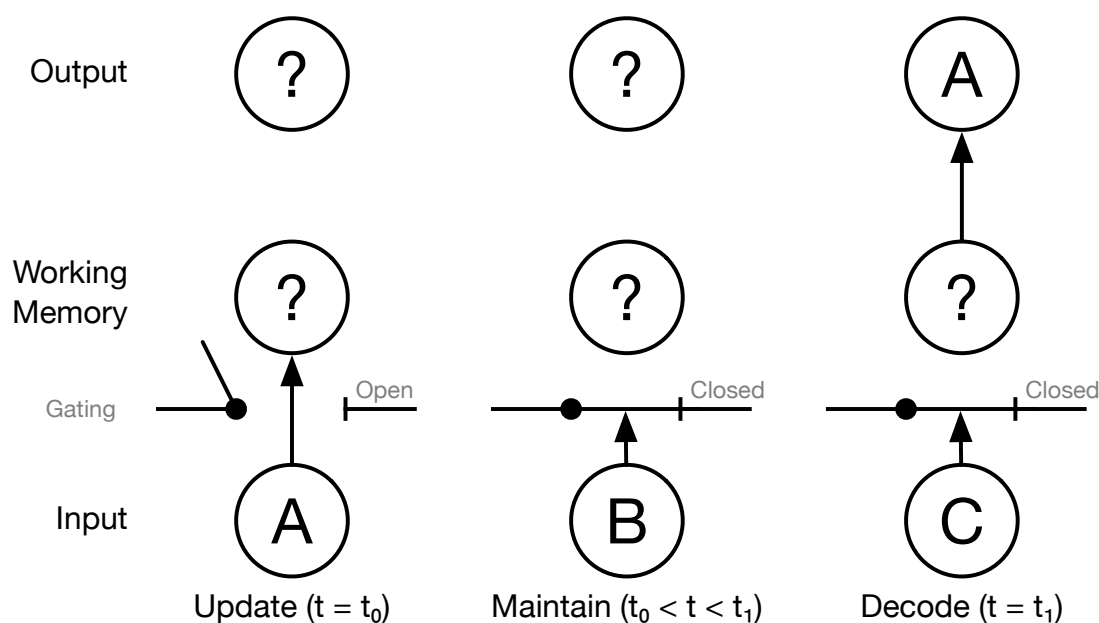 Output
?
?
A
Working
Memory
?
?
?
Gating
Open
Closed
Closed
Input
A
B
C
Update (t = t₀)
Maintain (t₀ < t < t₁)
Decode (t = t₁)